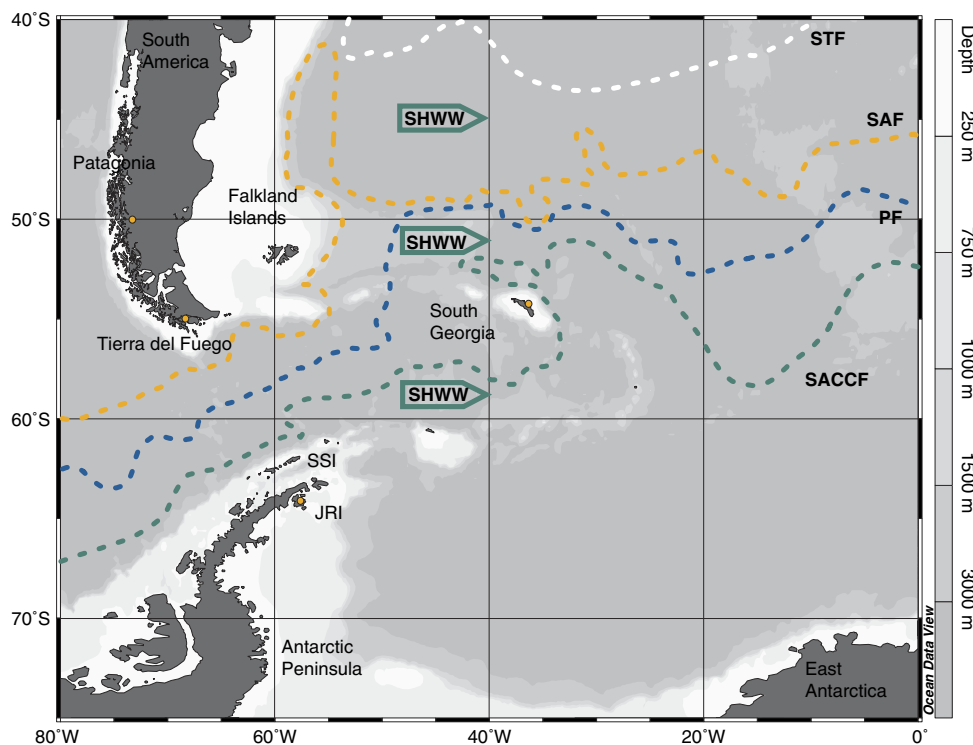 40°S
South
America
STF
Depth
SHWW
SAF
250 m
Patagonia
Falkland
Islands
50°S
PF
SHWW
750 m
South
Georgia
Tierra del Fuego
1000 m
SACCF
SHWW
60°S
SSI
1500 m
JRI
3000 m
70°S
Antarctic
Peninsula
East
Antarctica
Ocean Data View
80°W
60°W
40°W
20°W
0°